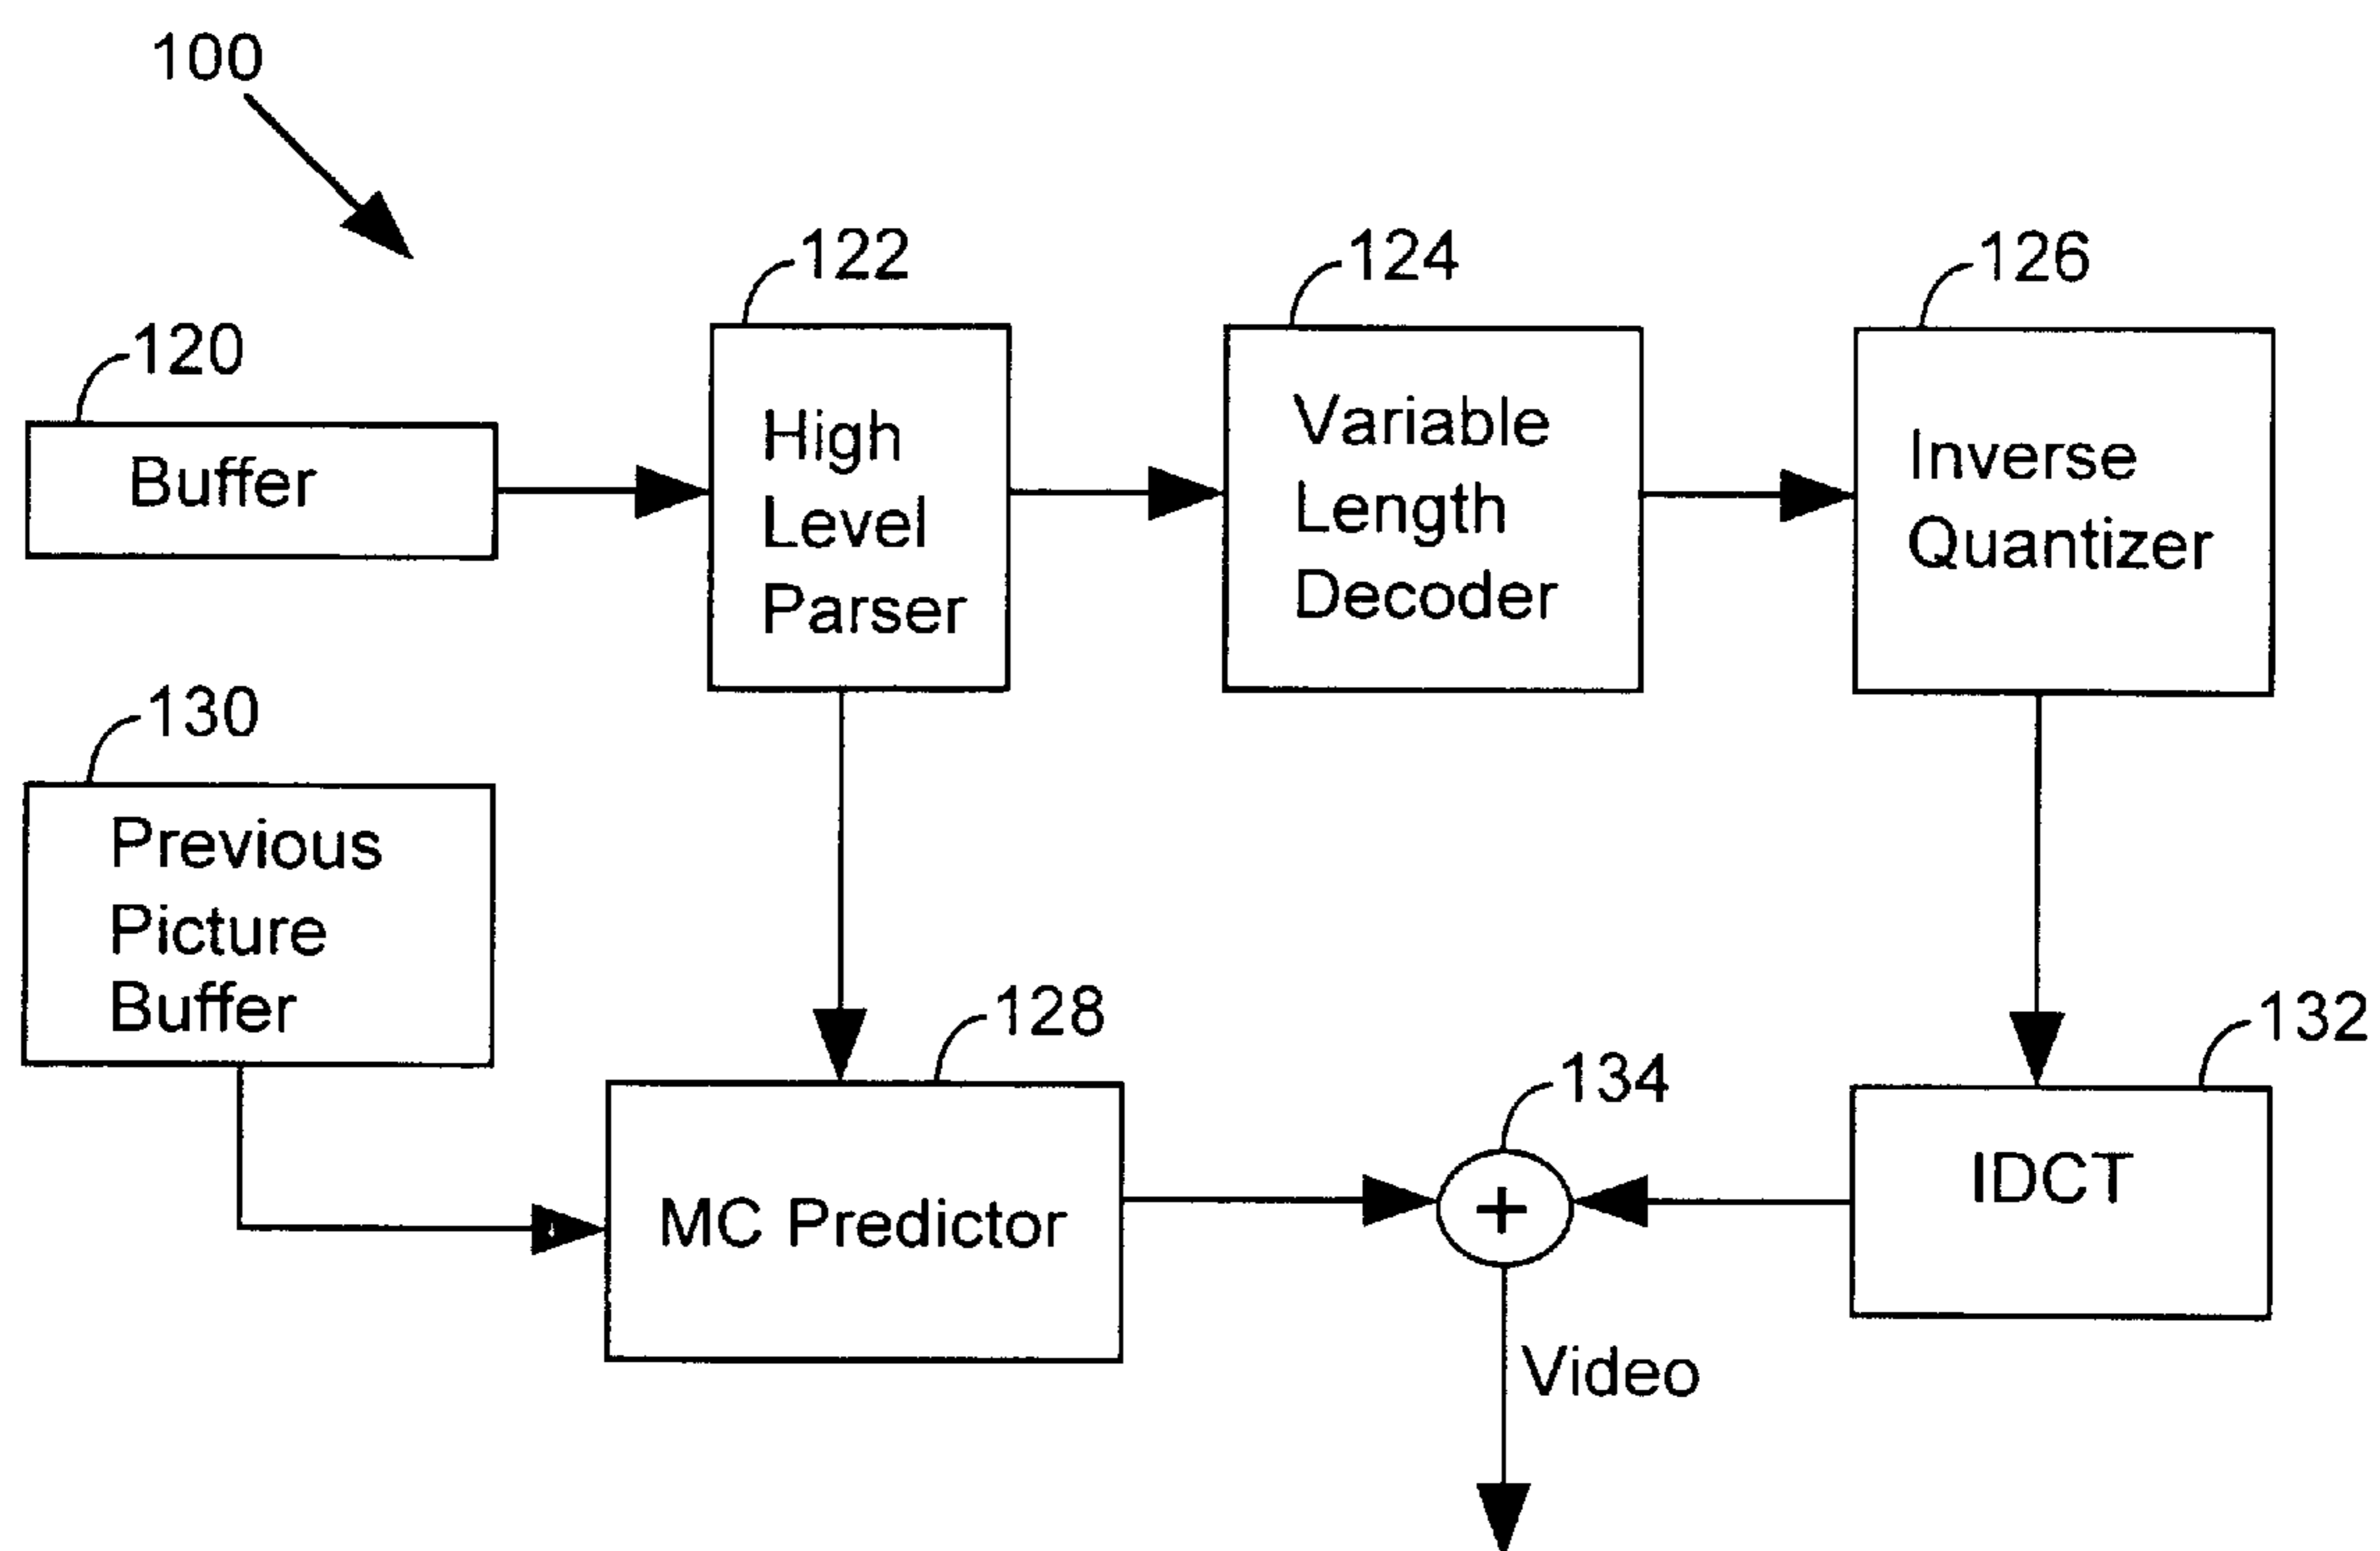 100
122
124
126
120
Buffer
High
Level
Parser
Variable
Length
Decoder
Inverse
Quantizer
130
Previous
Picture
Buffer
128
134
132
MC Predictor
+
IDCT
Video